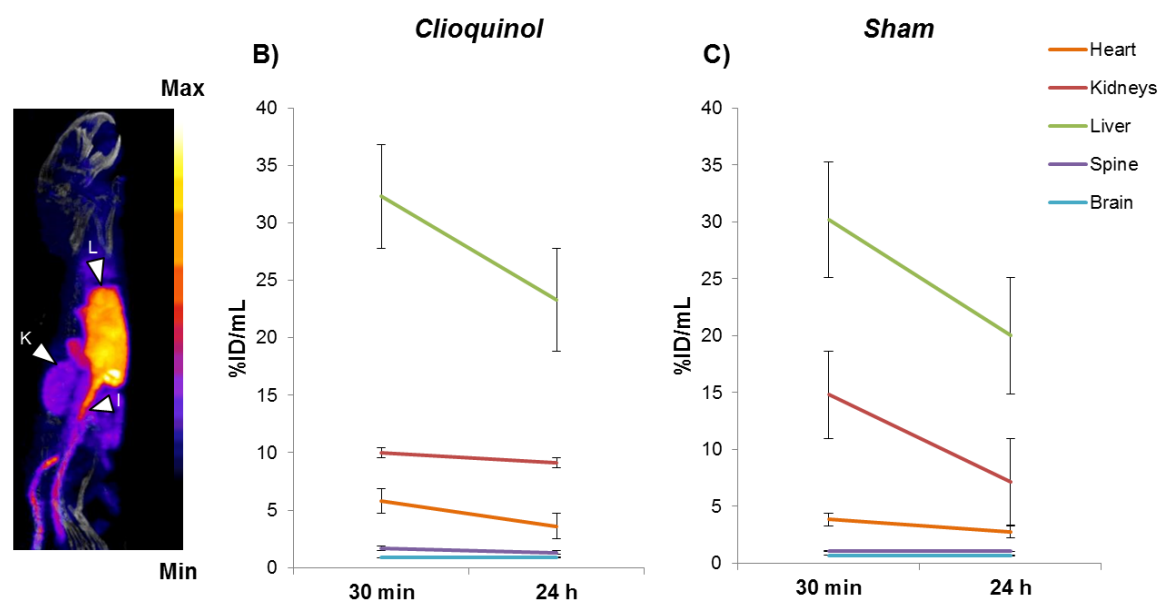 Clioquinol
Sham
B)
C)
Heart
Kidneys
Liver
Spine
Brain
Max
L
K
I
Min
%ID/mL
40
35
30
25
20
15
10
5
0
30 min
24 h
%ID/mL
40
35
30
25
20
15
10
5
0
30 min
24 h